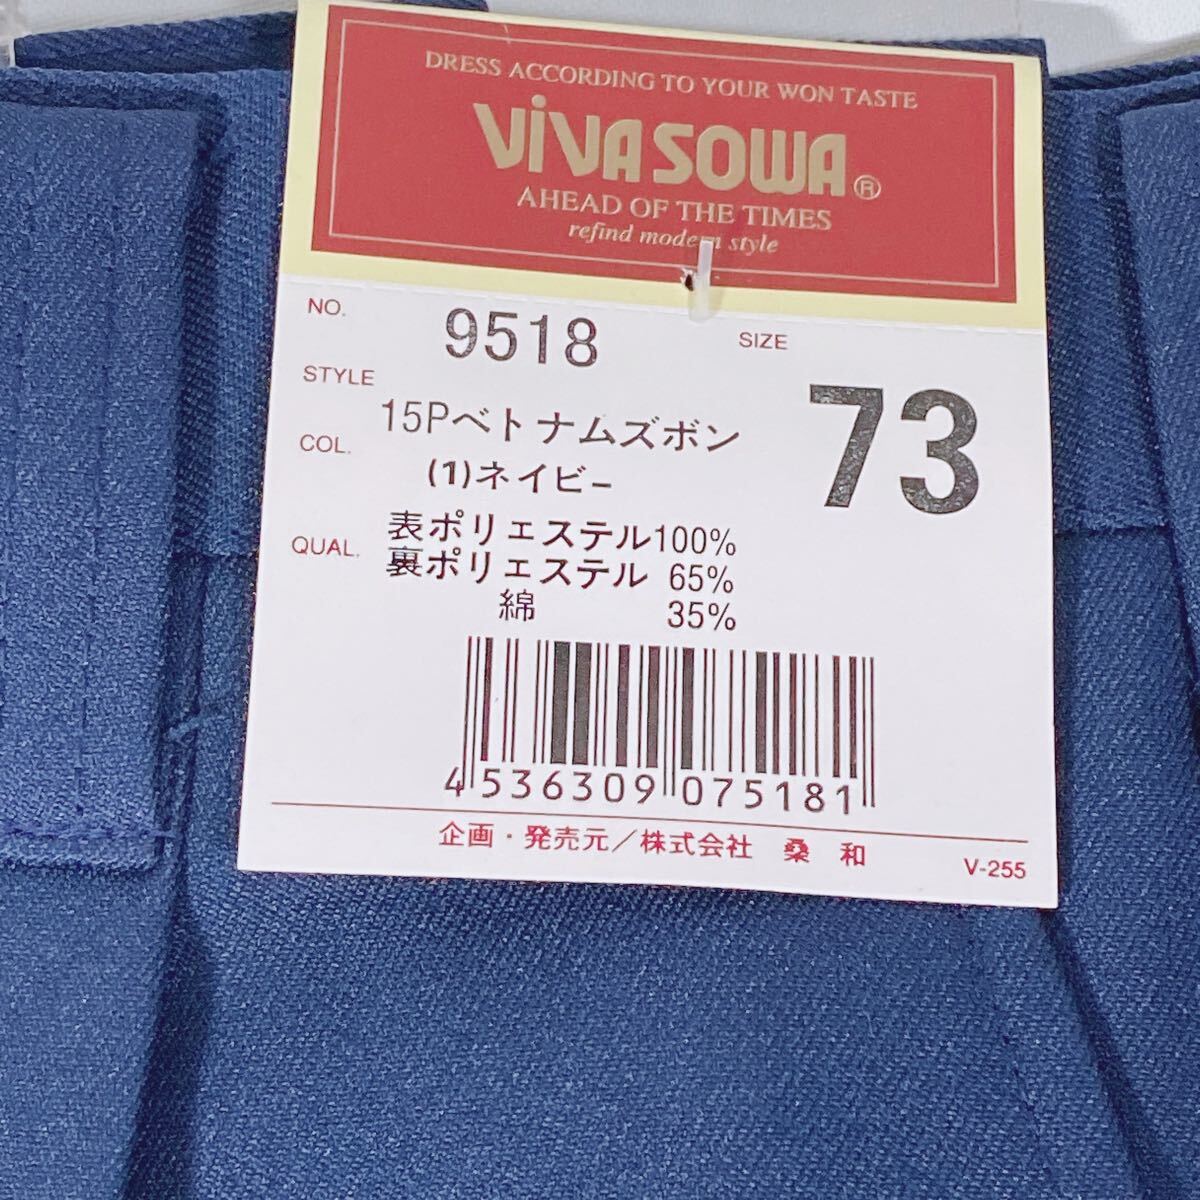 DRESS ACCORDING TO YOUR WON TASTE
ViVA SOWA®
AHEAD OF THE TIMES
refind modern style
NO. 9518
SIZE 73
STYLE 15Pベトナムズボン
COL. (1)ネイビー
QUAL. 表ポリエステル100%
裏ポリエステル 65%
綿 35%
4 536309 075181
企画・発売元／株式会社 桑和
V-255